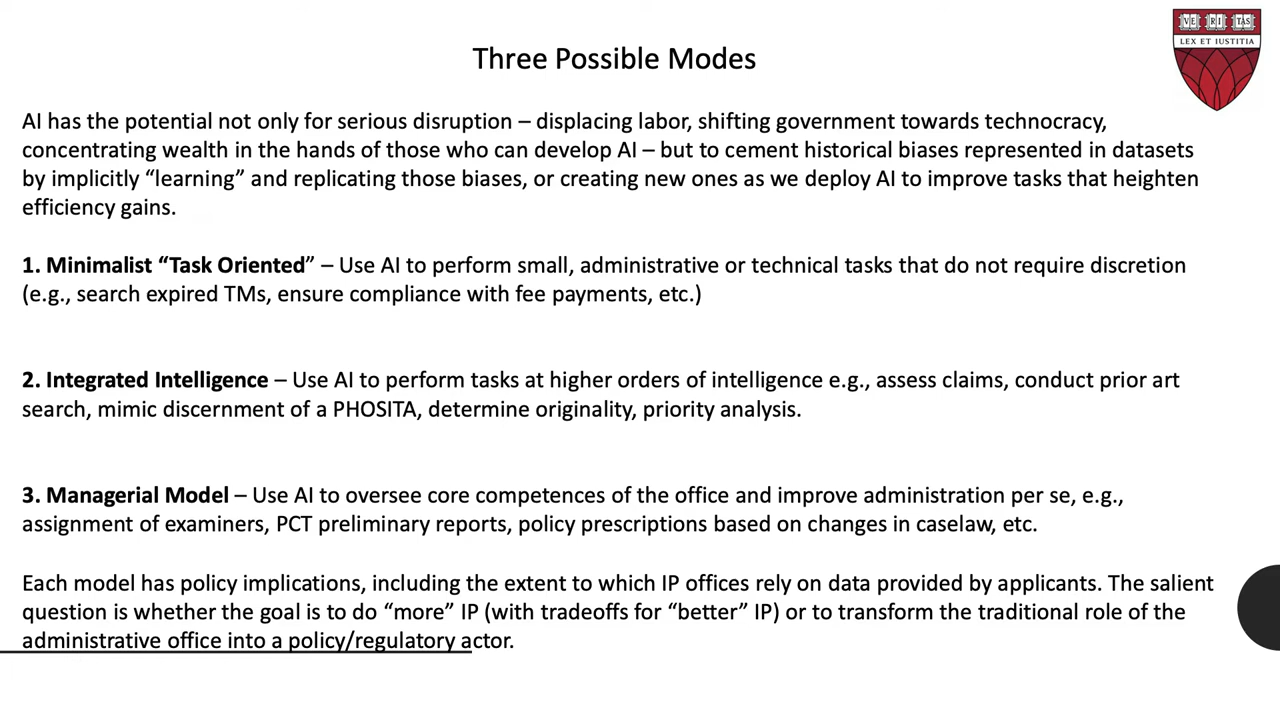 VE RI TAS
LEX ET IUSTITIA
Three Possible Modes
AI has the potential not only for serious disruption – displacing labor, shifting government towards technocracy,
concentrating wealth in the hands of those who can develop AI – but to cement historical biases represented in datasets
by implicitly “learning” and replicating those biases, or creating new ones as we deploy AI to improve tasks that heighten
efficiency gains.
1. Minimalist “Task Oriented” – Use AI to perform small, administrative or technical tasks that do not require discretion
(e.g., search expired TMs, ensure compliance with fee payments, etc.)
2. Integrated Intelligence – Use AI to perform tasks at higher orders of intelligence e.g., assess claims, conduct prior art
search, mimic discernment of a PHOSITA, determine originality, priority analysis.
3. Managerial Model – Use AI to oversee core competences of the office and improve administration per se, e.g.,
assignment of examiners, PCT preliminary reports, policy prescriptions based on changes in caselaw, etc.
Each model has policy implications, including the extent to which IP offices rely on data provided by applicants. The salient
question is whether the goal is to do “more” IP (with tradeoffs for “better” IP) or to transform the traditional role of the
administrative office into a policy/regulatory actor.